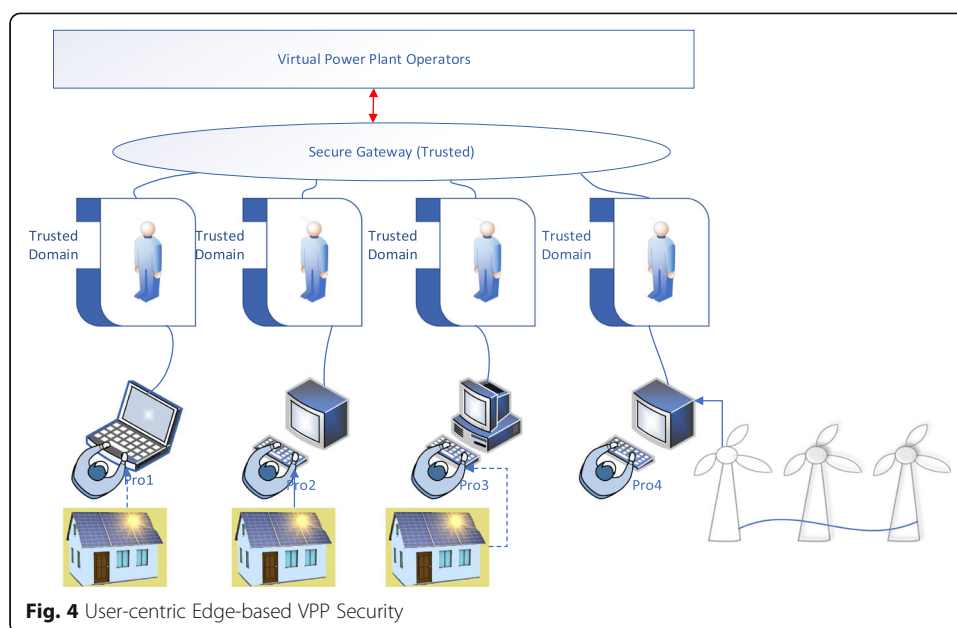 Virtual Power Plant Operators
Secure Gateway (Trusted)
Trusted
Domain
Trusted
Domain
Trusted
Domain
Trusted
Domain
Pro1
Pro2
Pro3
Pro4
Fig. 4 User-centric Edge-based VPP Security